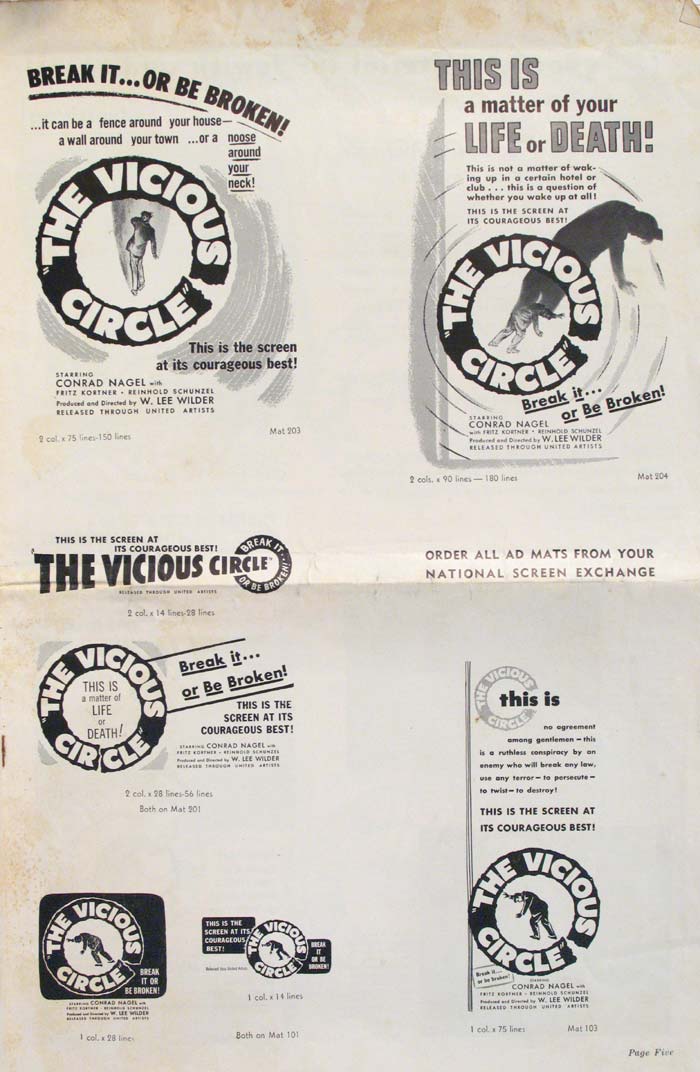 BREAK IT...OR BE BROKEN!
...it can be a fence around your house—
a wall around your town ...or a noose
around
your
neck!
"THE VICIOUS
CIRCLE"
This is the screen
at its courageous best!
STARRING
CONRAD NAGEL with
FRITZ KORTNER • REINHOLD SCHUNZEL
Produced and Directed by W. LEE WILDER
RELEASED THROUGH UNITED ARTISTS
2 col. x 75 lines-150 lines
Mat 203
THIS IS
a matter of your
LIFE or DEATH!
This is not a matter of wak-
ing up in a certain hotel or
club . . . this is a question of
whether you wake up at all!
THIS IS THE SCREEN AT
ITS COURAGEOUS BEST!
"THE VICIOUS
CIRCLE"
Break it...
or Be Broken!
STARRING
CONRAD NAGEL
with FRITZ KORTNER • REINHOLD SCHUNZEL
Produced and Directed by W. LEE WILDER
RELEASED THROUGH UNITED ARTISTS
2 cols. x 90 lines — 180 lines
Mat 204
THIS IS THE SCREEN AT
ITS COURAGEOUS BEST!
"THE VICIOUS CIRCLE"
BREAK IT...
OR BE BROKEN!
RELEASED THROUGH UNITED ARTISTS
2 col. x 14 lines-28 lines
ORDER ALL AD MATS FROM YOUR
NATIONAL SCREEN EXCHANGE
"THE VICIOUS
CIRCLE"
THIS IS
a matter of
LIFE
or
DEATH!
Break it...
or Be Broken!
THIS IS THE
SCREEN AT ITS
COURAGEOUS BEST!
STARRING CONRAD NAGEL with
FRITZ KORTNER • REINHOLD SCHUNZEL
Produced and Directed by W. LEE WILDER
RELEASED THROUGH UNITED ARTISTS
2 col. x 28 lines-56 lines
Both on Mat 201
THE VICIOUS
CIRCLE
this is
no agreement
among gentlemen — this
is a ruthless conspiracy by an
enemy who will break any law,
use any terror — to persecute —
to twist — to destroy!
THIS IS THE SCREEN AT
ITS COURAGEOUS BEST!
"THE VICIOUS
CIRCLE"
Break it...
or be Broken!
STARRING
CONRAD NAGEL with
FRITZ KORTNER • REINHOLD SCHUNZEL
Produced and Directed by W. LEE WILDER
RELEASED THROUGH UNITED ARTISTS
1 col. x 75 lines
Mat 103
"THE VICIOUS
CIRCLE"
BREAK
IT OR
BE BROKEN!
STARRING CONRAD NAGEL with
FRITZ KORTNER • REINHOLD SCHUNZEL
Produced and Directed by W. LEE WILDER
RELEASED THROUGH UNITED ARTISTS
1 col. x 28 lines
THIS IS THE
SCREEN AT ITS
COURAGEOUS
BEST!
Released thru United Artists
"THE VICIOUS
CIRCLE"
BREAK
IT
OR BE
BROKEN!
1 col. x 14 lines
Both on Mat 101
Page Five